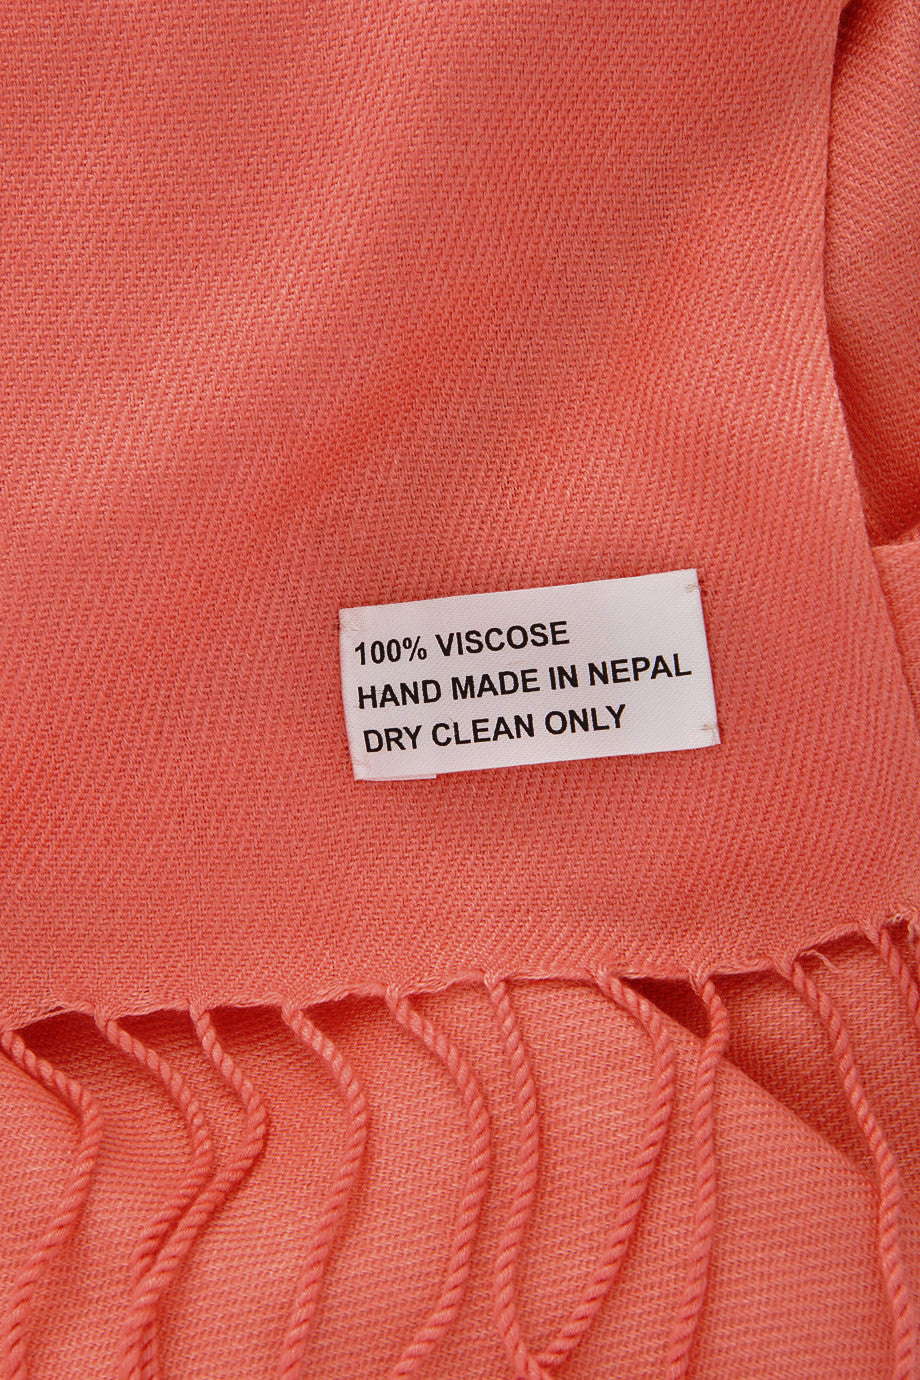 100% VISCOSE
HAND MADE IN NEPAL
DRY CLEAN ONLY